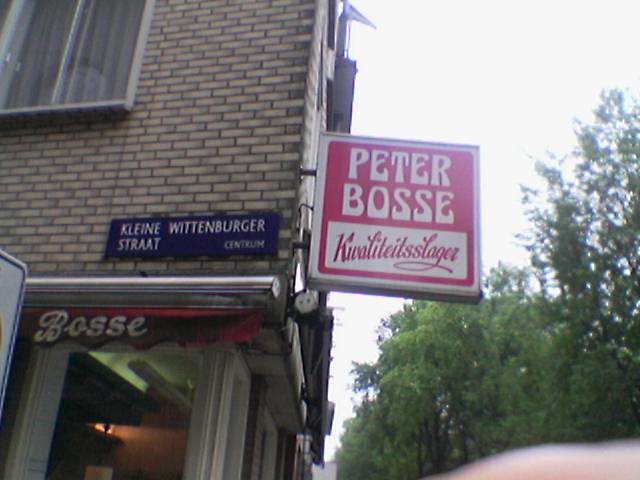 KLEINE WITTENBURGER
STRAAT CENTRUM
PETER
BOSSE
Kwaliteitsslager
Bosse